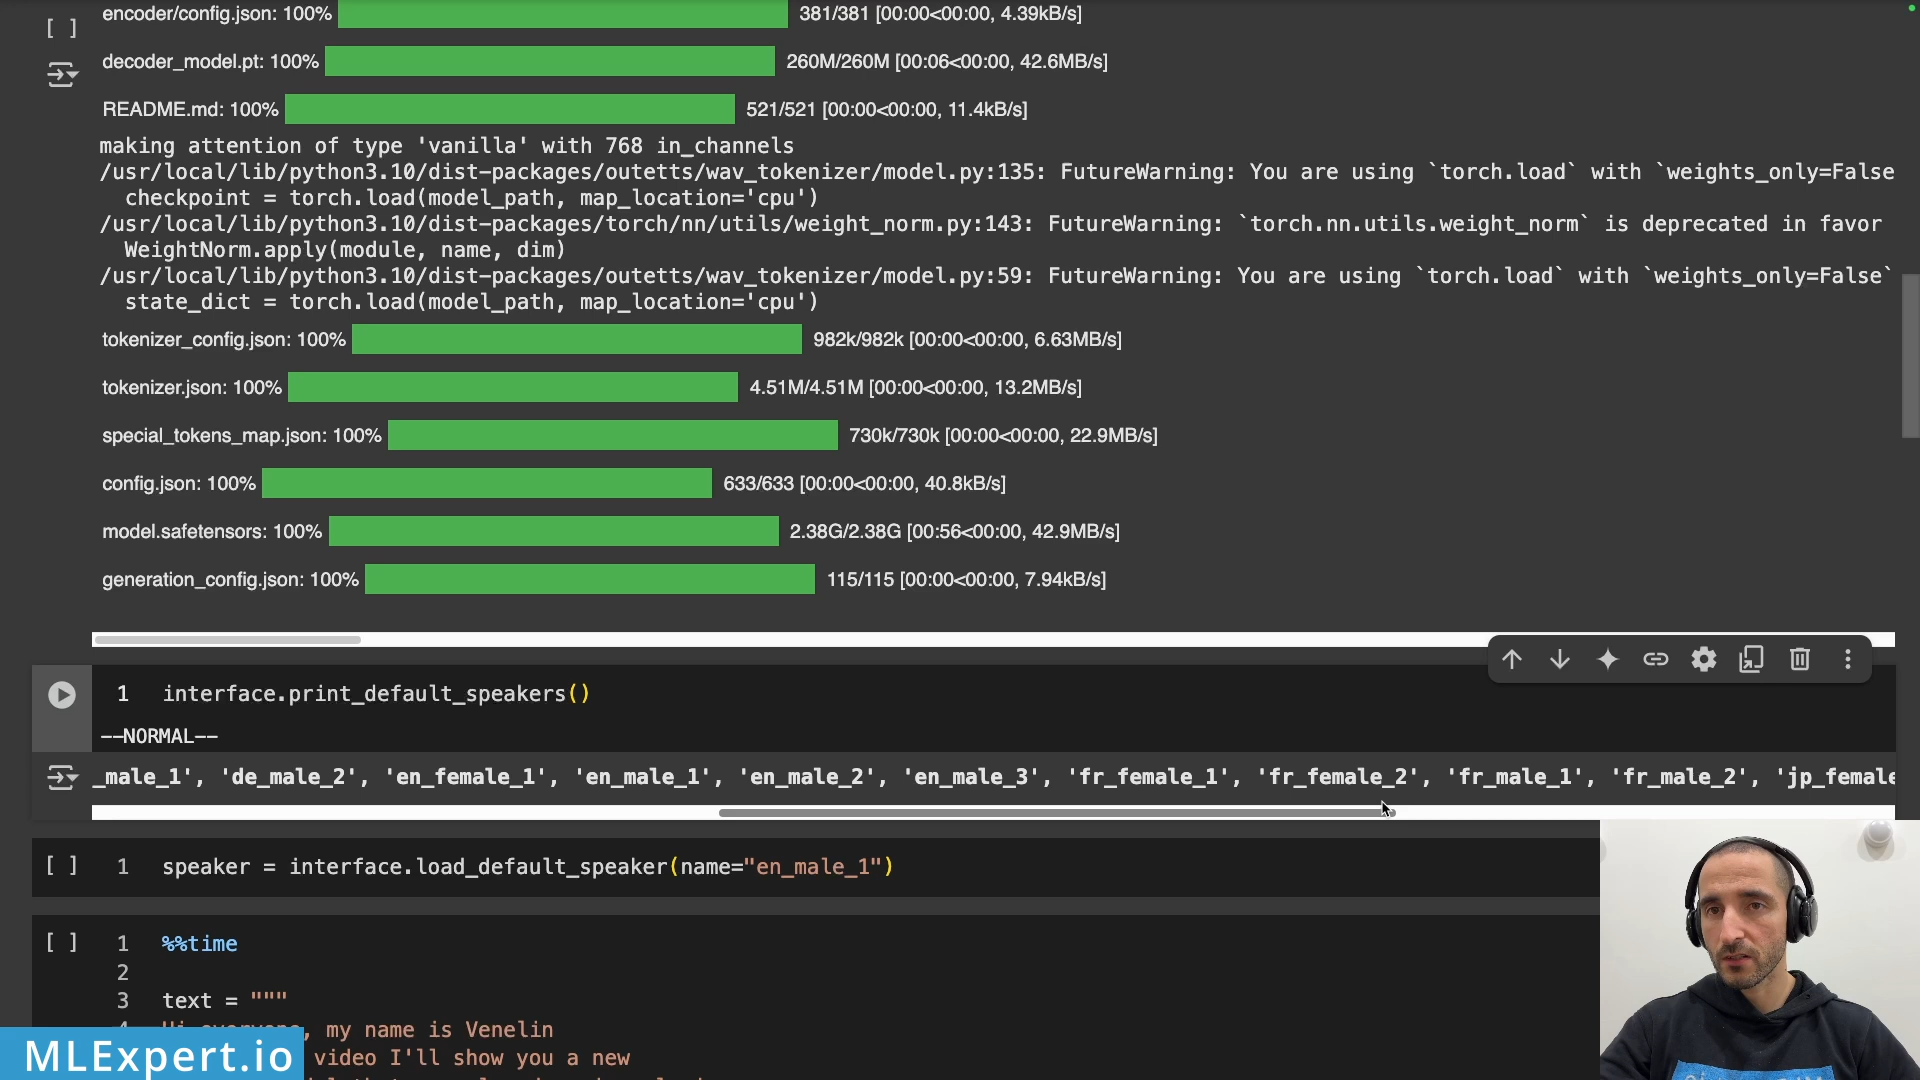 encoder/config.json: 100% 381/381 [00:00<00:00, 4.39kB/s]
[ ]
decoder_model.pt: 100% 260M/260M [00:06<00:00, 42.6MB/s]
README.md: 100% 521/521 [00:00<00:00, 11.4kB/s]
making attention of type 'vanilla' with 768 in_channels
/usr/local/lib/python3.10/dist-packages/outetts/wav_tokenizer/model.py:135: FutureWarning: You are using `torch.load` with `weights_only=False
checkpoint = torch.load(model_path, map_location='cpu')
/usr/local/lib/python3.10/dist-packages/torch/nn/utils/weight_norm.py:143: FutureWarning: `torch.nn.utils.weight_norm` is deprecated in favor
WeightNorm.apply(module, name, dim)
/usr/local/lib/python3.10/dist-packages/outetts/wav_tokenizer/model.py:59: FutureWarning: You are using `torch.load` with `weights_only=False`
state_dict = torch.load(model_path, map_location='cpu')
tokenizer_config.json: 100% 982k/982k [00:00<00:00, 6.63MB/s]
tokenizer.json: 100% 4.51M/4.51M [00:00<00:00, 13.2MB/s]
special_tokens_map.json: 100% 730k/730k [00:00<00:00, 22.9MB/s]
config.json: 100% 633/633 [00:00<00:00, 40.8kB/s]
model.safetensors: 100% 2.38G/2.38G [00:56<00:00, 42.9MB/s]
generation_config.json: 100% 115/115 [00:00<00:00, 7.94kB/s]
1 interface.print_default_speakers()
--NORMAL--
_male_1', 'de_male_2', 'en_female_1', 'en_male_1', 'en_male_2', 'en_male_3', 'fr_female_1', 'fr_female_2', 'fr_male_1', 'fr_male_2', 'jp_female
[ ] 1 speaker = interface.load_default_speaker(name="en_male_1")
[ ] 1 %%time
2
3 text = """
, my name is Venelin
video I'll show you a new
MLExpert.io